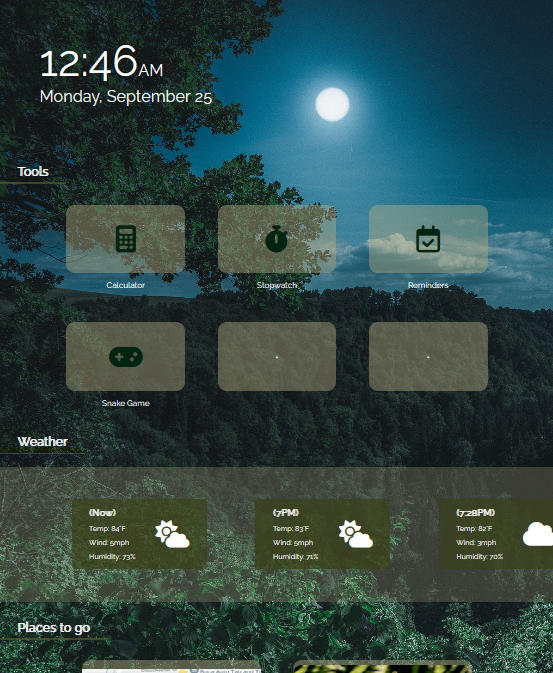 12:46AM
Monday, September 25
Tools
Calculator
Stopwatch
Reminders
Snake Game
Weather
(Now)
Temp: 84°F
Wind: 5mph
Humidity: 73%
(7PM)
Temp: 83°F
Wind: 5mph
Humidity: 71%
(7:28PM)
Temp: 82°F
Wind: 3mph
Humidity: 70%
Places to go